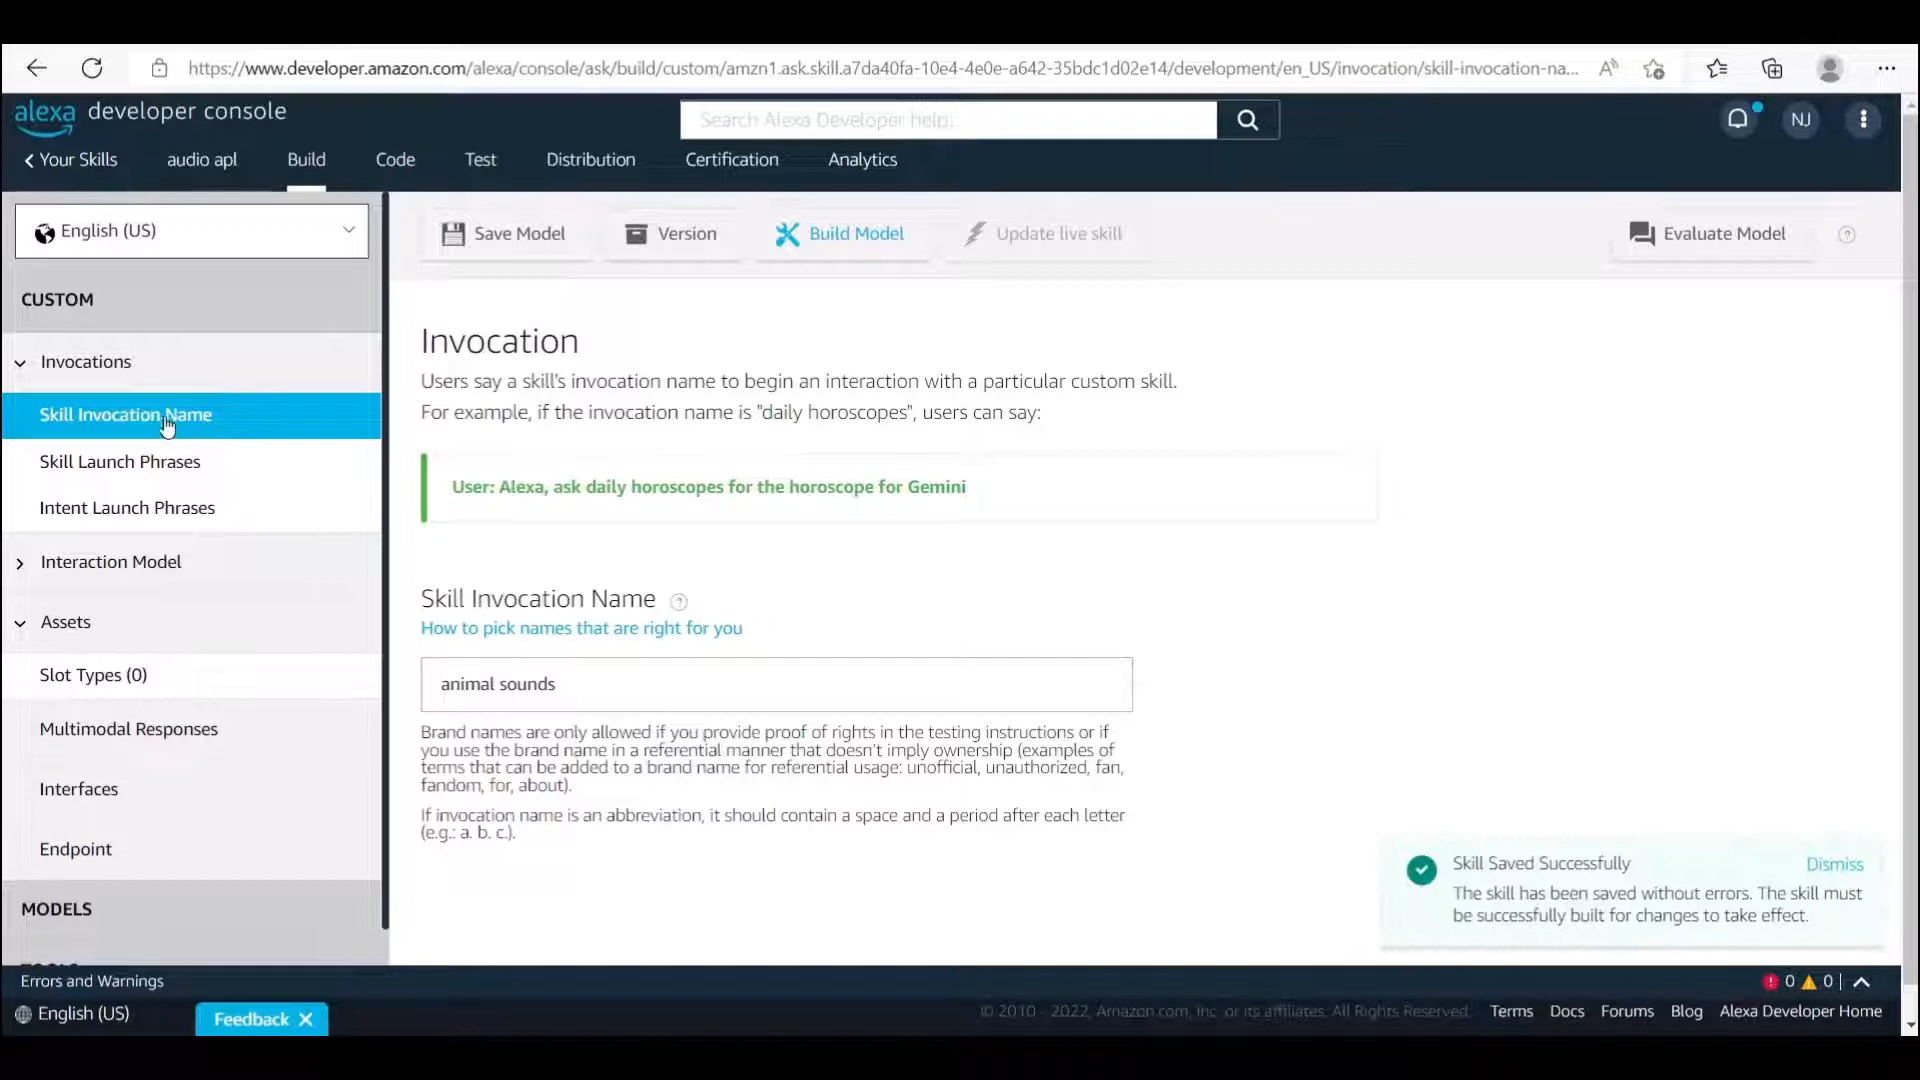 https://www.developer.amazon.com/alexa/console/ask/build/custom/amzn1.ask.skill.a7da40fa-10e4-4e0e-a642-35bdc1d02e14/development/en_US/invocation/skill-invocation-na...
alexa developer console
Search Alexa Developer help...
NJ
Your Skills audio apl Build Code Test Distribution Certification Analytics
English (US)
Save Model Version Build Model Update live skill Evaluate Model
CUSTOM
Invocations
Skill Invocation Name
Skill Launch Phrases
Intent Launch Phrases
Interaction Model
Assets
Slot Types (0)
Multimodal Responses
Interfaces
Endpoint
MODELS
TOOLS
Invocation
Users say a skill's invocation name to begin an interaction with a particular custom skill.
For example, if the invocation name is "daily horoscopes", users can say:
User: Alexa, ask daily horoscopes for the horoscope for Gemini
Skill Invocation Name
How to pick names that are right for you
animal sounds
Brand names are only allowed if you provide proof of rights in the testing instructions or if
you use the brand name in a referential manner that doesn't imply ownership (examples of
terms that can be added to a brand name for referential usage: unofficial, unauthorized, fan,
fandom, for, about).
If invocation name is an abbreviation, it should contain a space and a period after each letter
(e.g.: a. b. c.).
Skill Saved Successfully Dismiss
The skill has been saved without errors. The skill must
be successfully built for changes to take effect.
Errors and Warnings
0 0
English (US) Feedback
© 2010 - 2022, Amazon.com, Inc. or its affiliates. All Rights Reserved. Terms Docs Forums Blog Alexa Developer Home